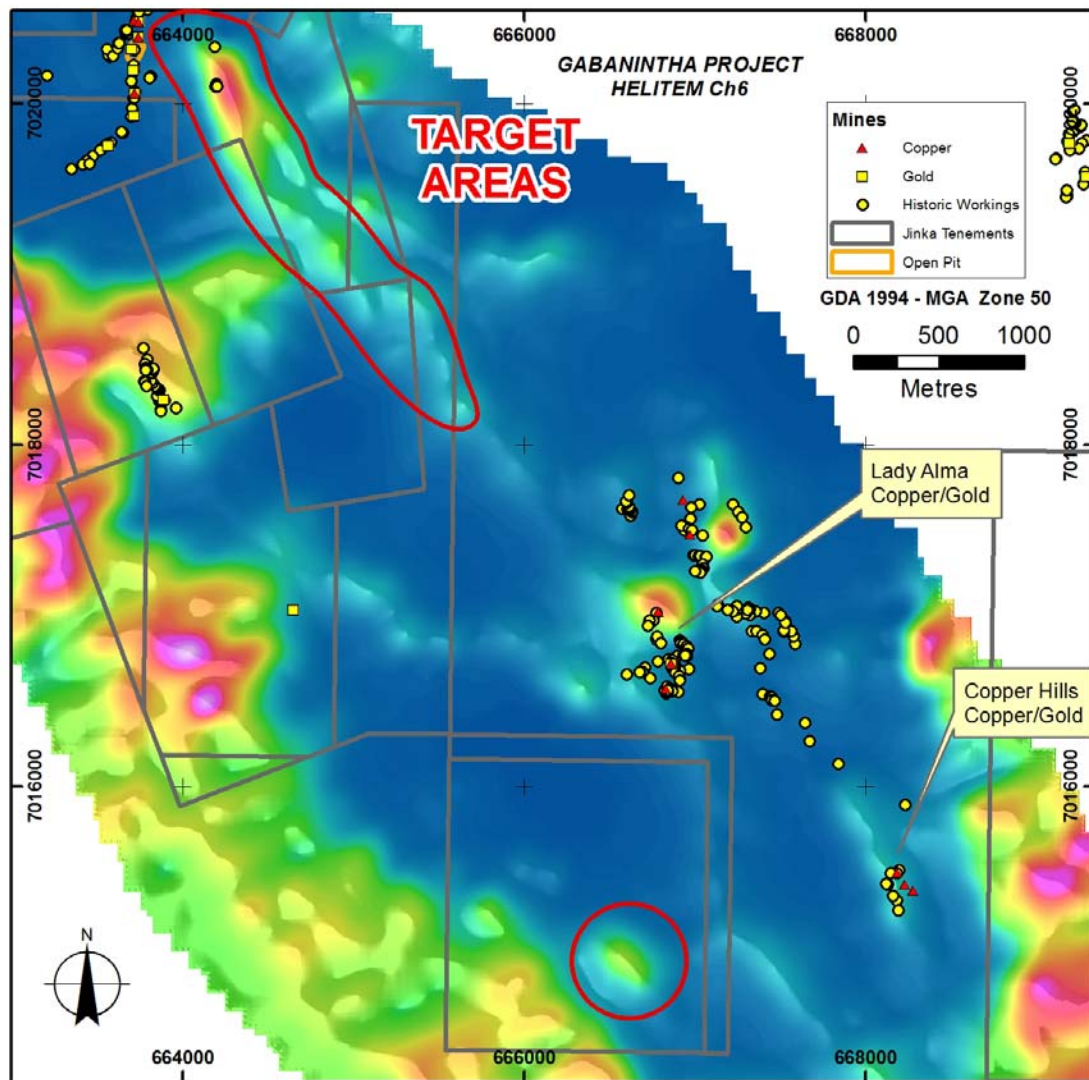 664000
666000
668000
GABANINTHA PROJECT
HELITEM Ch6
7020000
TARGET
AREAS
Mines
Copper
Gold
Historic Workings
Jinka Tenements
Open Pit
GDA 1994 - MGA Zone 50
0 500 1000
Metres
7018000
7018000
Lady Alma
Copper/Gold
Copper Hills
Copper/Gold
7016000
7016000
N
664000
666000
668000